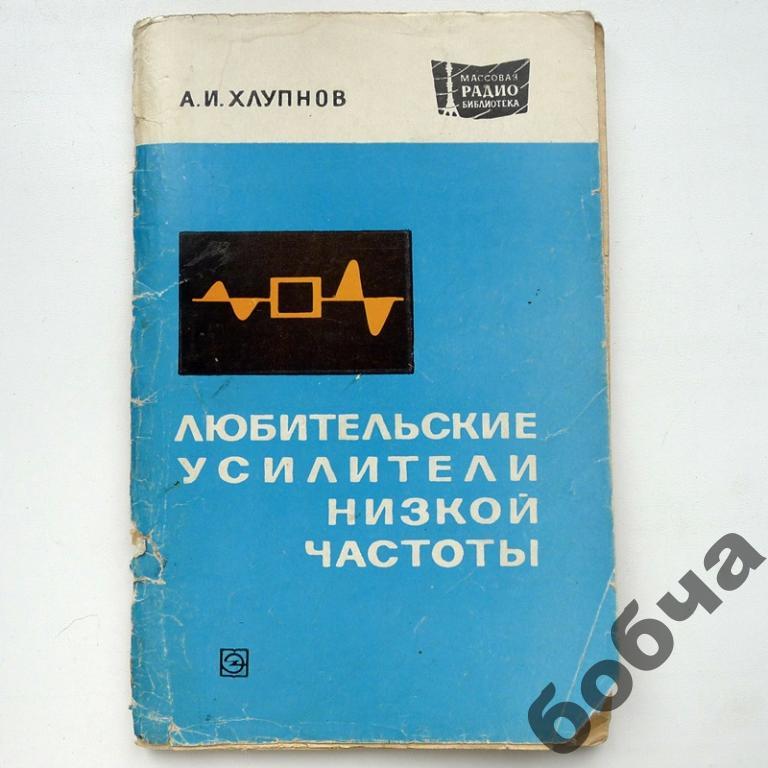 А.И.ХЛУПНОВ
МАССОВАЯ
РАДИО
БИБЛИОТЕКА
ЛЮБИТЕЛЬСКИЕ
УСИЛИТЕЛИ
НИЗКОЙ
ЧАСТОТЫ
бобча